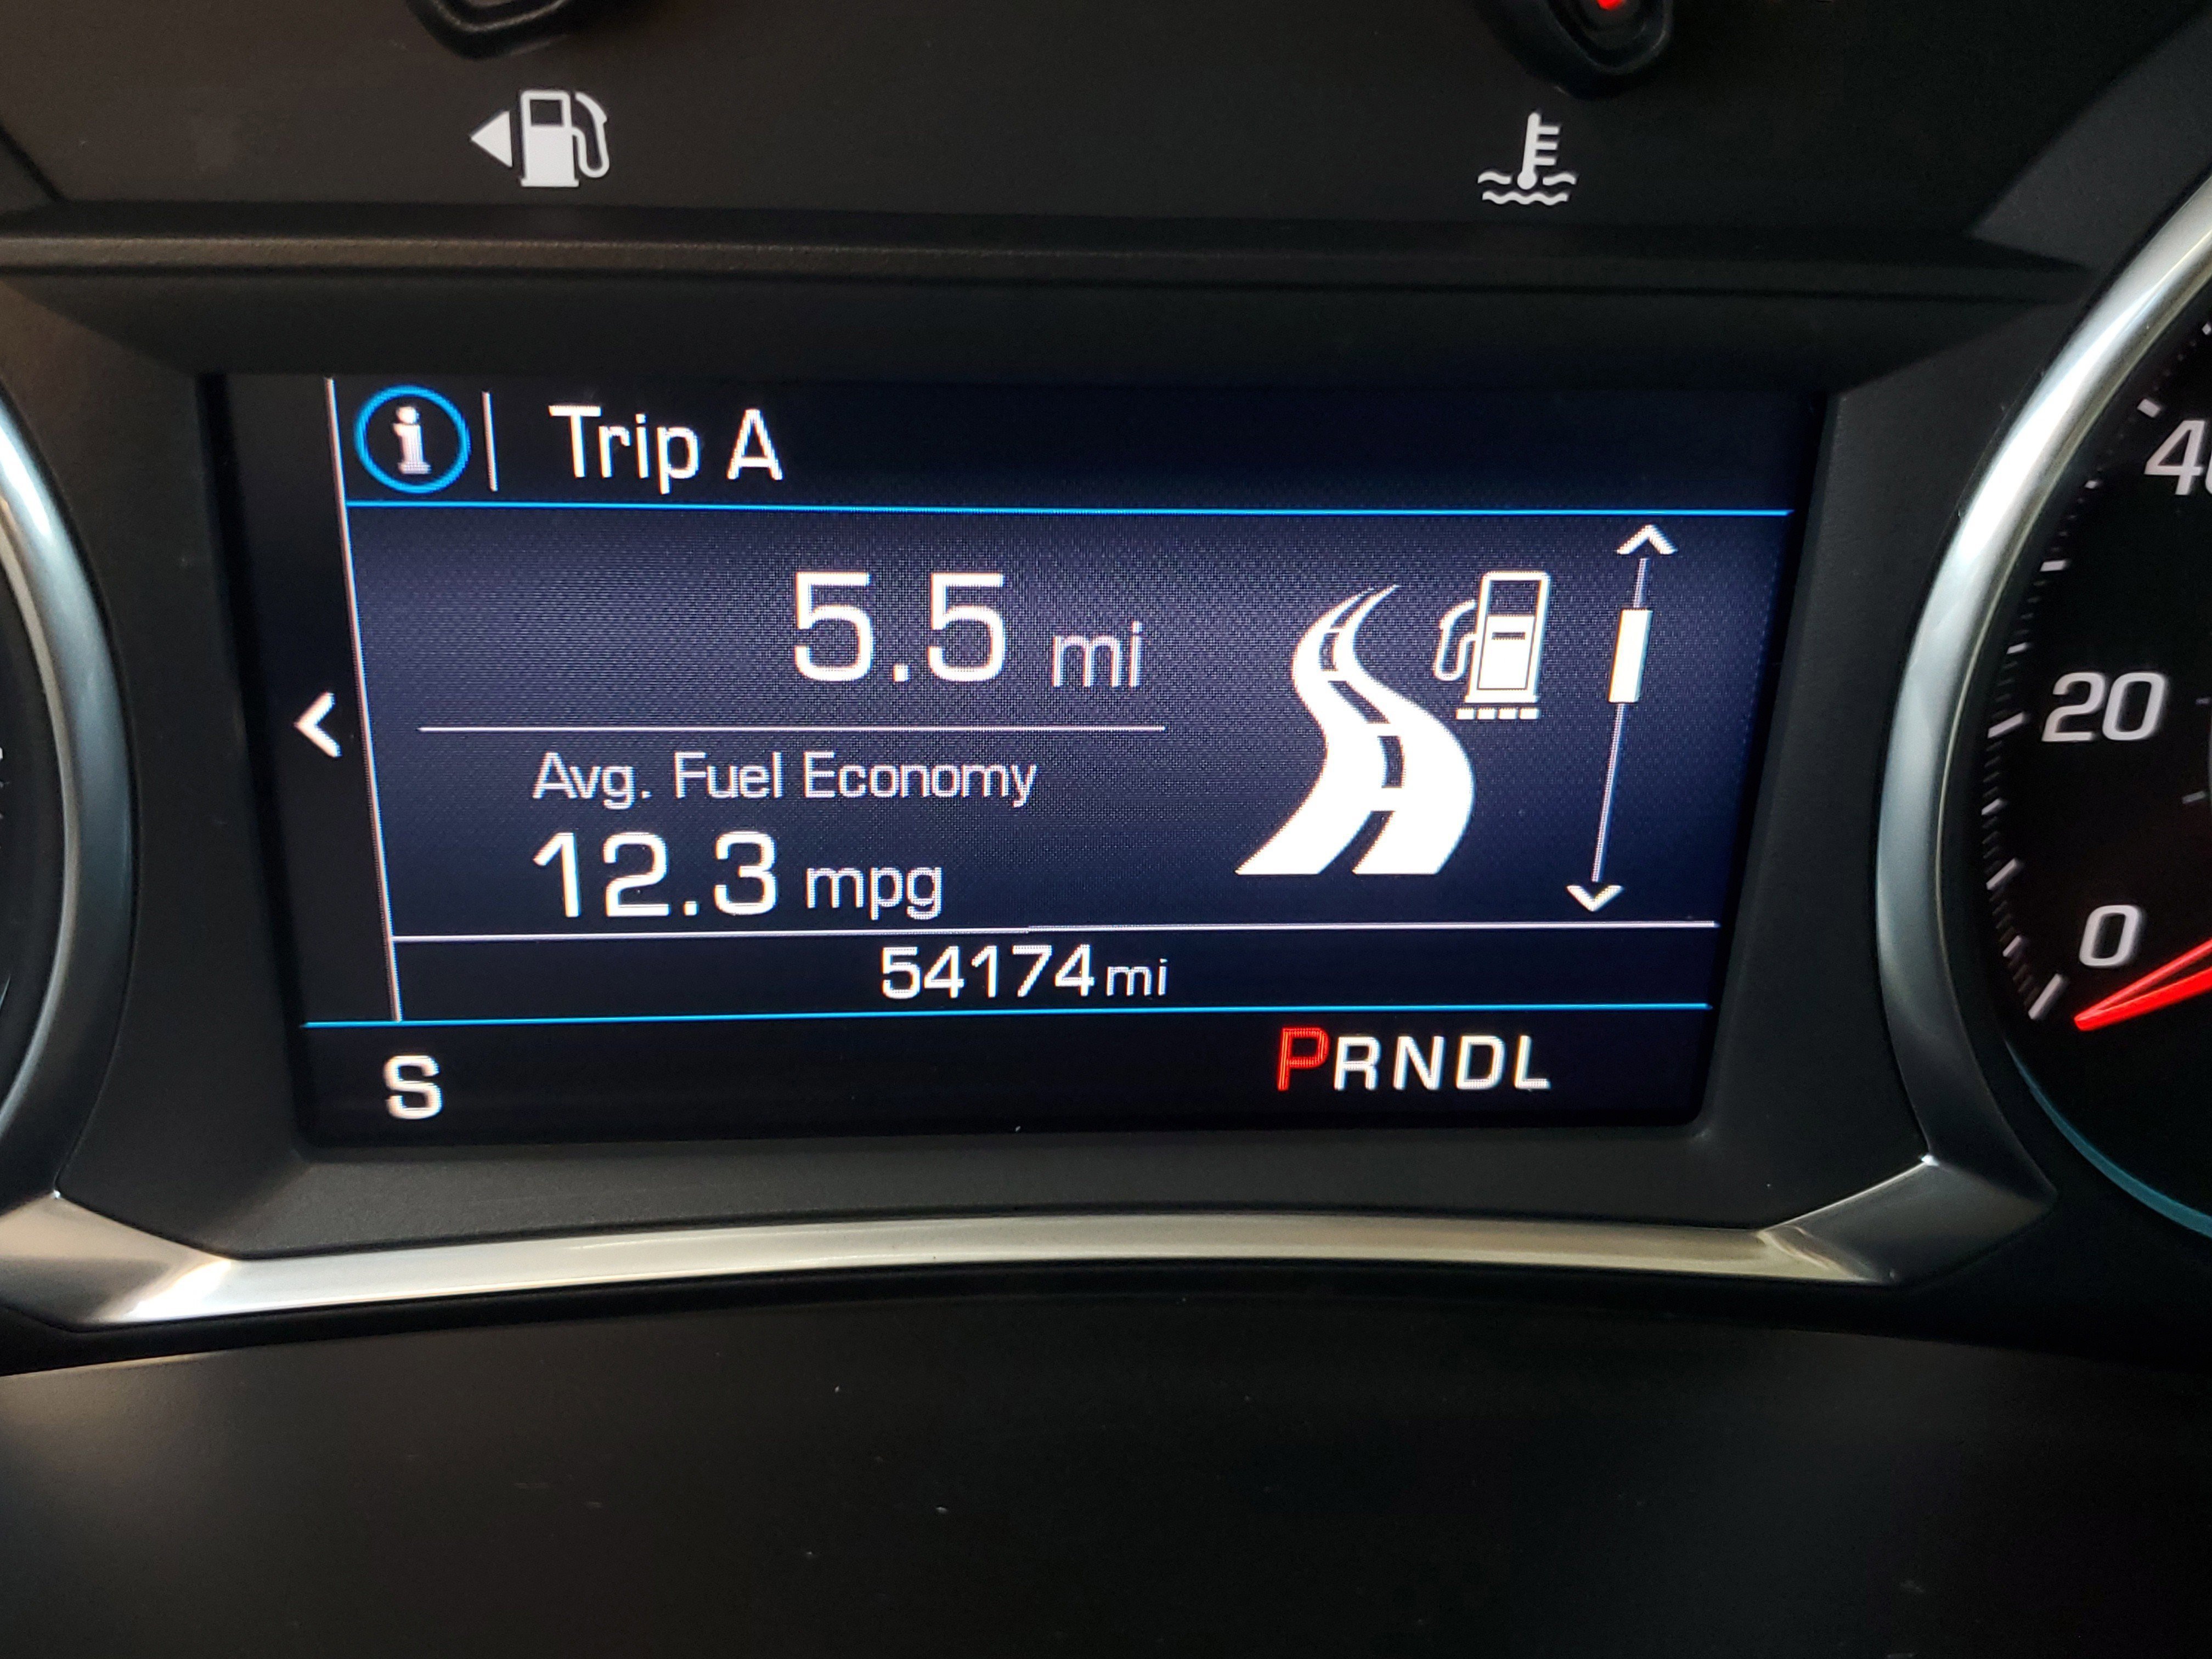 Trip A
5.5 mi
Avg. Fuel Economy
12.3 mpg
54174 mi
S
PRNDL
20
0